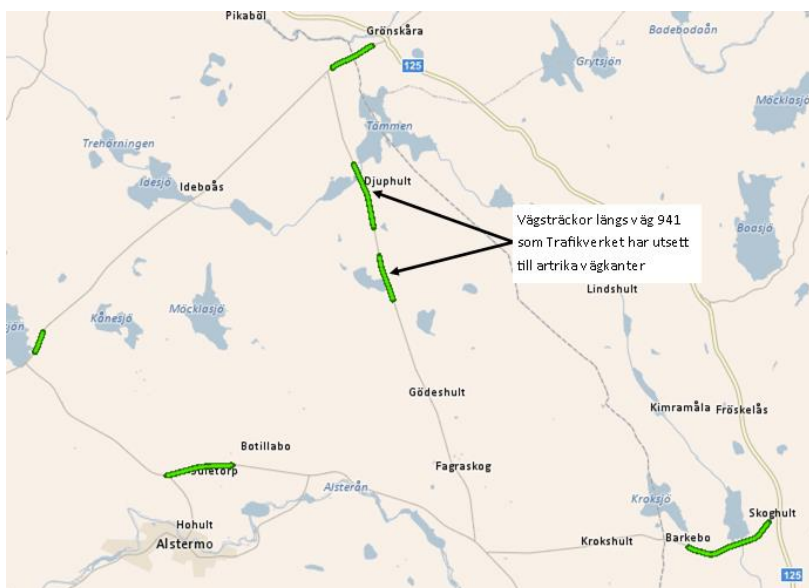 Pikaböl
Grönskåra
125
Badebodaån
Grytsjön
Möcklasjö
Trehörningen
Tämmen
Idesjö
Ideboås
Djuphult
Vägsträckor längs väg 941
som Trafikverket har utsett
till artrika vägkanter
Boasjö
Lindshult
Möcklasjö
Kånesjö
sjön
Gödeshult
Kimramåla
Fröskelås
Botillabo
Fagraskog
Alsterån
Kroksjö
Skoghult
Hohult
Alstermo
Krokshult
Barkebo
125